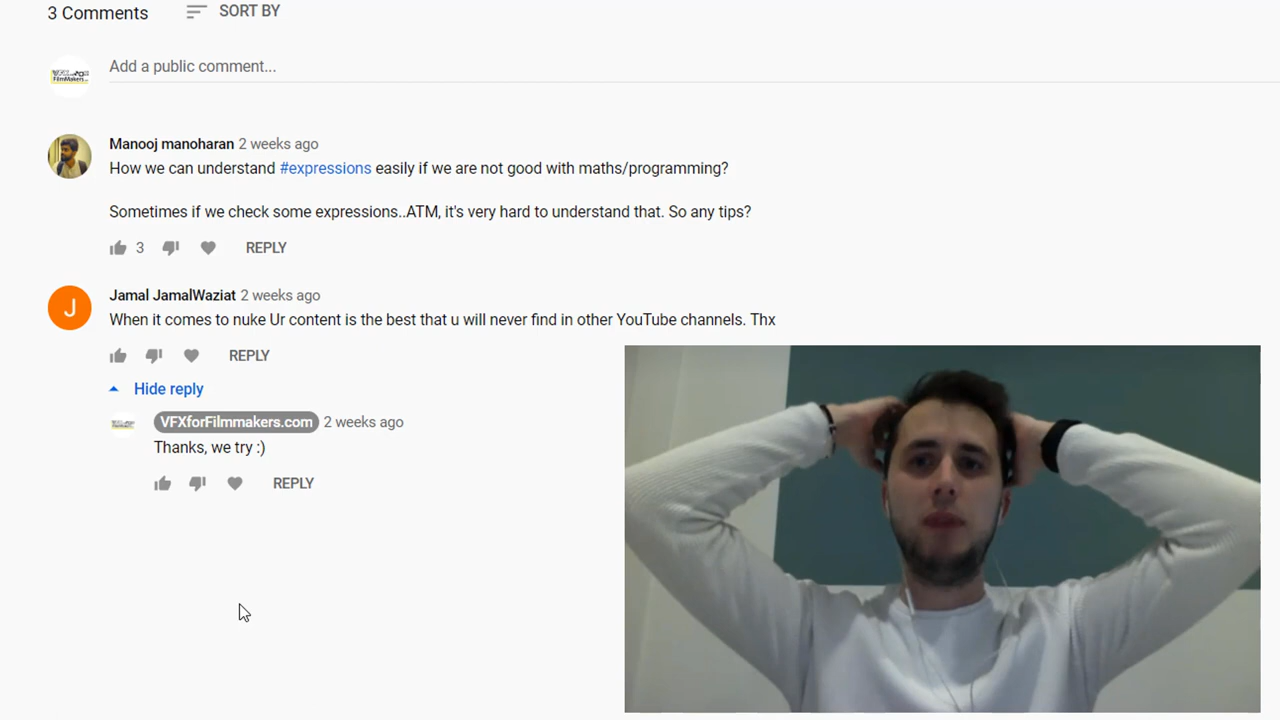 3 Comments SORT BY
Add a public comment...
Manooj manoharan 2 weeks ago
How we can understand #expressions easily if we are not good with maths/programming?
Sometimes if we check some expressions..ATM, it's very hard to understand that. So any tips?
3 REPLY
J
Jamal JamalWaziat 2 weeks ago
When it comes to nuke Ur content is the best that u will never find in other YouTube channels. Thx
REPLY
Hide reply
VFXforFilmmakers.com 2 weeks ago
Thanks, we try :)
REPLY